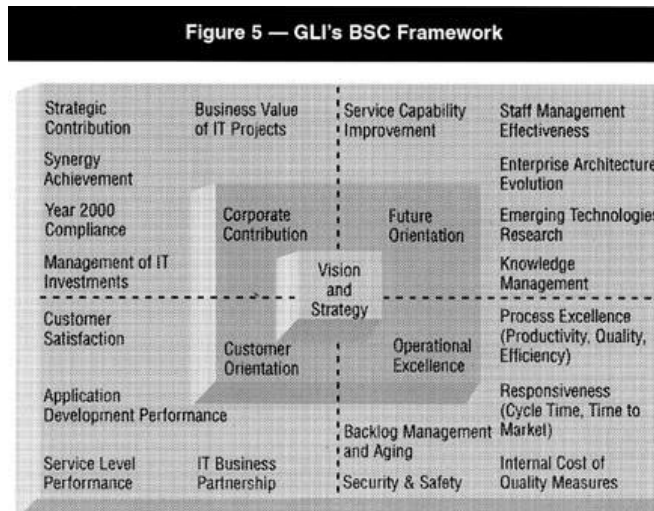 Figure 5 — GLI's BSC Framework
Strategic
Contribution
Business Value
of IT Projects
Synergy
Achievement
Year 2000
Compliance
Management of IT
Investments
Corporate
Contribution
Service Capability
Improvement
Staff Management
Effectiveness
Enterprise Architecture
Evolution
Emerging Technologies
Research
Knowledge
Management
Future
Orientation
Vision
and
Strategy
Customer
Satisfaction
Customer
Orientation
Application
Development Performance
Service Level
Performance
IT Business
Partnership
Operational
Excellence
Process Excellence
(Productivity, Quality,
Efficiency)
Responsiveness
(Cycle Time, Time to
Market)
Backlog Management
and Aging
Security & Safety
Internal Cost of
Quality Measures